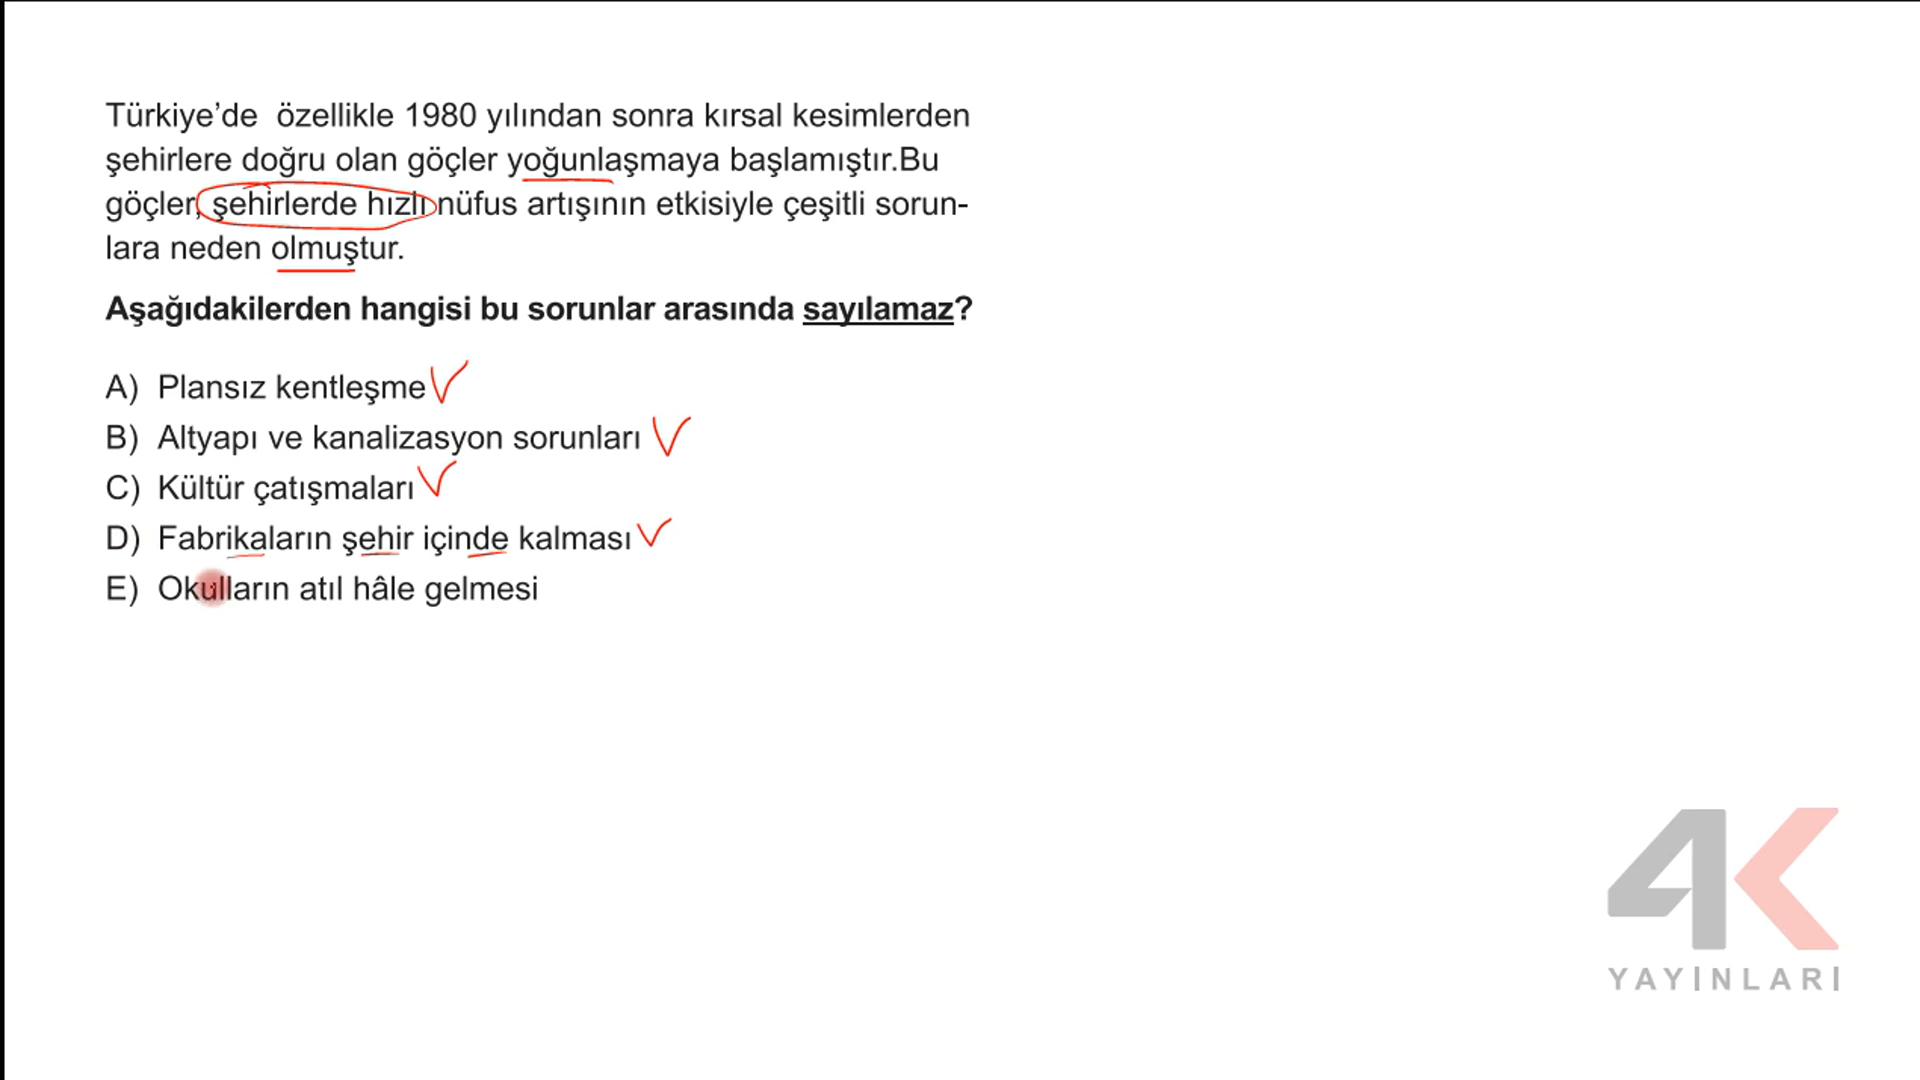 Türkiye’de özellikle 1980 yılından sonra kırsal kesimlerden
şehirlere doğru olan göçler yoğunlaşmaya başlamıştır.Bu
göçler, şehirlerde hızlı nüfus artışının etkisiyle çeşitli sorun-
lara neden olmuştur.
Aşağıdakilerden hangisi bu sorunlar arasında sayılamaz?
A) Plansız kentleşme
B) Altyapı ve kanalizasyon sorunları
C) Kültür çatışmaları
D) Fabrikaların şehir içinde kalması
E) Okulların atıl hâle gelmesi
4K
YAYINLARI